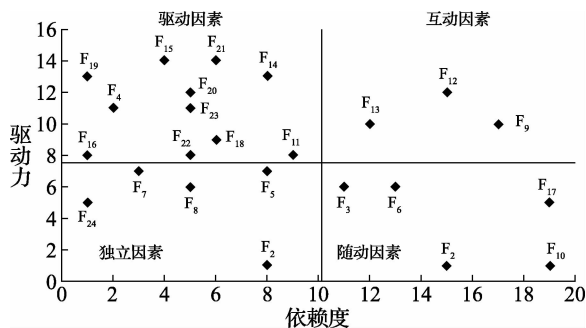 驱动因素
互动因素
16
14
12
10
8
6
4
2
0
驱动力
F₁₉
F₁₅
F₂₁
F₁₄
F₄
F₂₀
F₂₃
F₁₆
F₂₂
F₁₈
F₁₁
F₁₂
F₁₃
F₉
F₇
F₈
F₅
F₂₄
F₂
独立因素
F₃
F₆
F₁₇
F₂
F₁₀
随动因素
0 2 4 6 8 10 12 14 16 18 20
依赖度